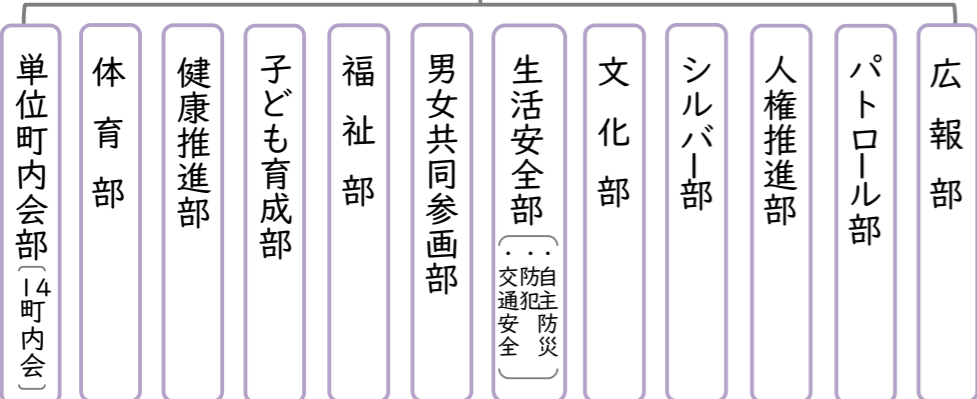 広報部
パトロール部
人権推進部
シルバー部
文化部
生活安全部
・自主防災
・防犯
・交通安全
男女共同参画部
福祉部
子ども育成部
健康推進部
体育部
単位町内会部
14町内会